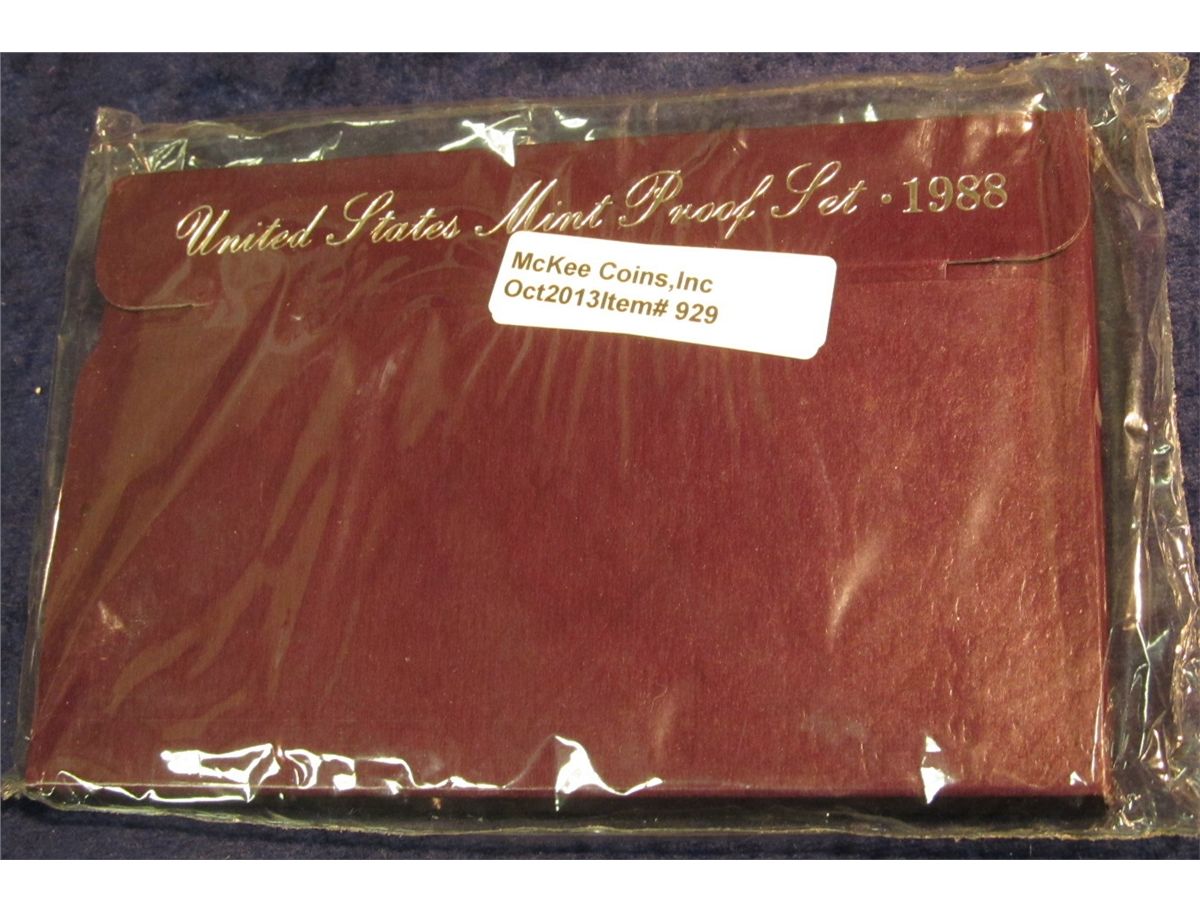 United States Mint Proof Set · 1988
McKee Coins,Inc
Oct2013Item# 929